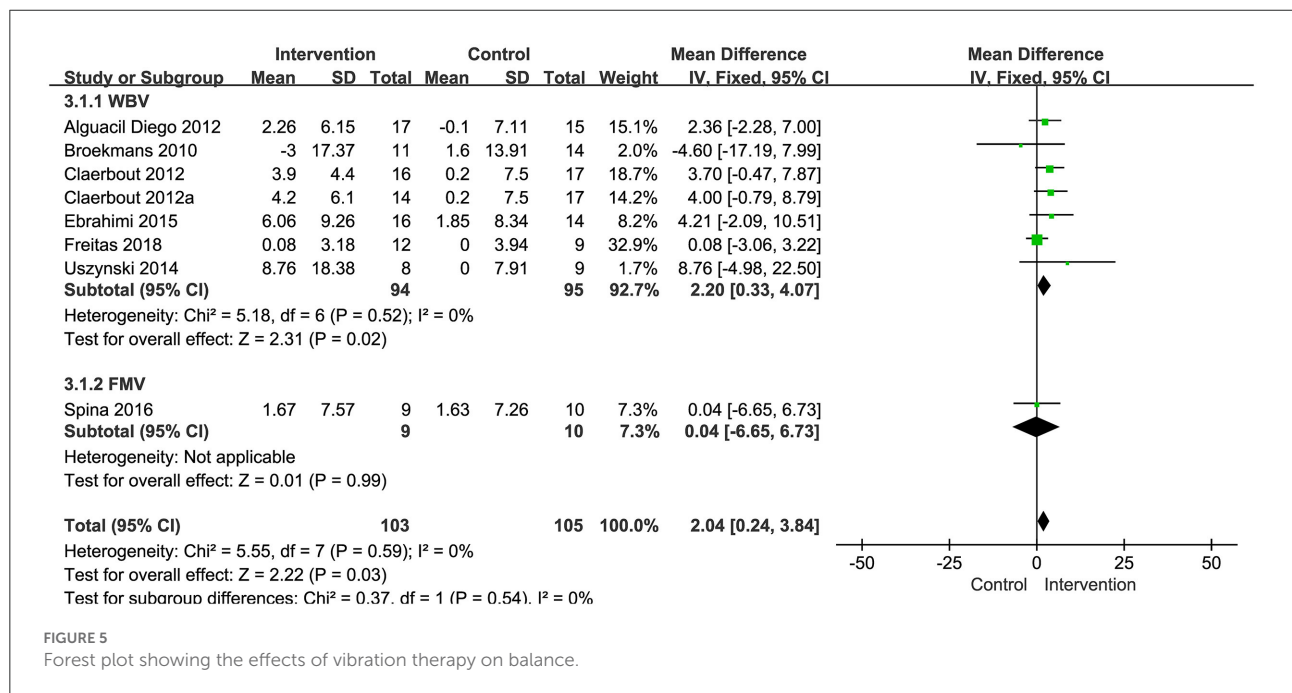 Intervention Control Mean Difference Mean Difference
Study or Subgroup Mean SD Total Mean SD Total Weight IV, Fixed, 95% CI IV, Fixed, 95% CI
3.1.1 WBV
Alguacil Diego 2012 2.26 6.15 17 -0.1 7.11 15 15.1% 2.36 [-2.28, 7.00]
Broekmans 2010 -3 17.37 11 1.6 13.91 14 2.0% -4.60 [-17.19, 7.99]
Claerbout 2012 3.9 4.4 16 0.2 7.5 17 18.7% 3.70 [-0.47, 7.87]
Claerbout 2012a 4.2 6.1 14 0.2 7.5 17 14.2% 4.00 [-0.79, 8.79]
Ebrahimi 2015 6.06 9.26 16 1.85 8.34 14 8.2% 4.21 [-2.09, 10.51]
Freitas 2018 0.08 3.18 12 0 3.94 9 32.9% 0.08 [-3.06, 3.22]
Uszynski 2014 8.76 18.38 8 0 7.91 9 1.7% 8.76 [-4.98, 22.50]
Subtotal (95% CI) 94 95 92.7% 2.20 [0.33, 4.07]
Heterogeneity: Chi² = 5.18, df = 6 (P = 0.52); I² = 0%
Test for overall effect: Z = 2.31 (P = 0.02)
3.1.2 FMV
Spina 2016 1.67 7.57 9 1.63 7.26 10 7.3% 0.04 [-6.65, 6.73]
Subtotal (95% CI) 9 10 7.3% 0.04 [-6.65, 6.73]
Heterogeneity: Not applicable
Test for overall effect: Z = 0.01 (P = 0.99)
Total (95% CI) 103 105 100.0% 2.04 [0.24, 3.84]
Heterogeneity: Chi² = 5.55, df = 7 (P = 0.59); I² = 0%
Test for overall effect: Z = 2.22 (P = 0.03)
Test for subgroup differences: Chi² = 0.37, df = 1 (P = 0.54), I² = 0%
-50 -25 0 25 50
Control Intervention
FIGURE 5
Forest plot showing the effects of vibration therapy on balance.